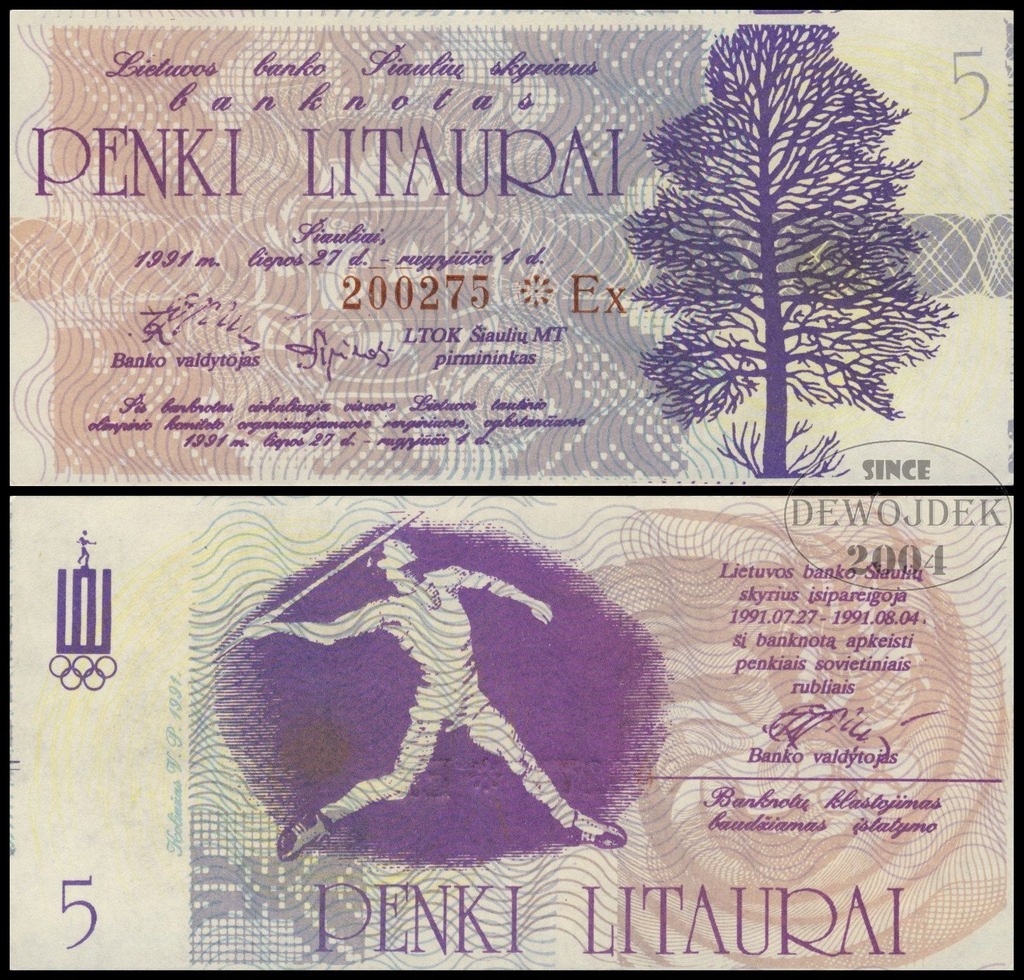 Lietuvos banko Šiaulių skyriaus
banknotas
PENKI LITAURAI
5
Šiauliai,
1991 m. liepos 27 d. - rugpjūčio 4 d.
200275 * Ex
Banko valdytojas
LTOK Šiaulių MT
pirmininkas
Šis banknotas cirkuliuoja visuose Lietuvos tautinio
olimpinio komiteto organizuojamuose renginiuose, vykstančiuose
1991 m. liepos 27 d. - rugpjūčio 4 d.
SINCE
DEWOJDEK
2004
Lietuvos banko Šiaulių
skyrius įsipareigoja
1991.07.27 - 1991.08.04.
šį banknotą apkeisti
penkiais sovietiniais
rubliais
Banko valdytojas
Banknotų klastojimas
baudžiamas įstatymo
V. P. 1991.
5
PENKI LITAURAI